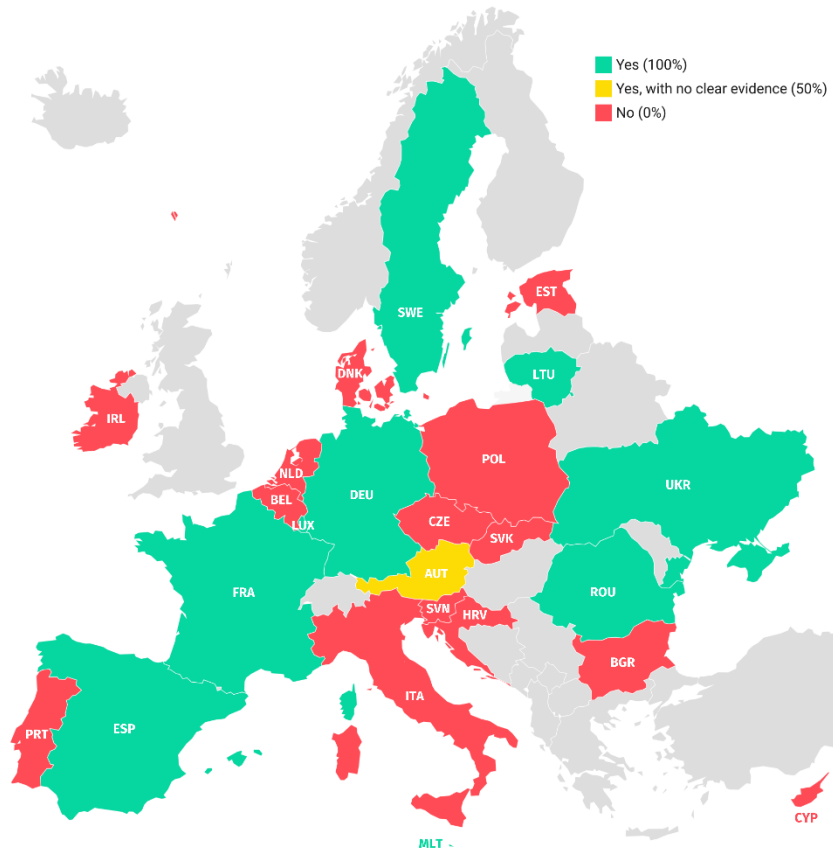 Yes (100%)
Yes, with no clear evidence (50%)
No (0%)
SWE
EST
DNK
LTU
IRL
POL
NLD
UKR
DEU
BEL
CZE
LUX
SVK
AUT
FRA
ROU
SVN
HRV
BGR
ITA
ESP
PRT
CYP
MLT